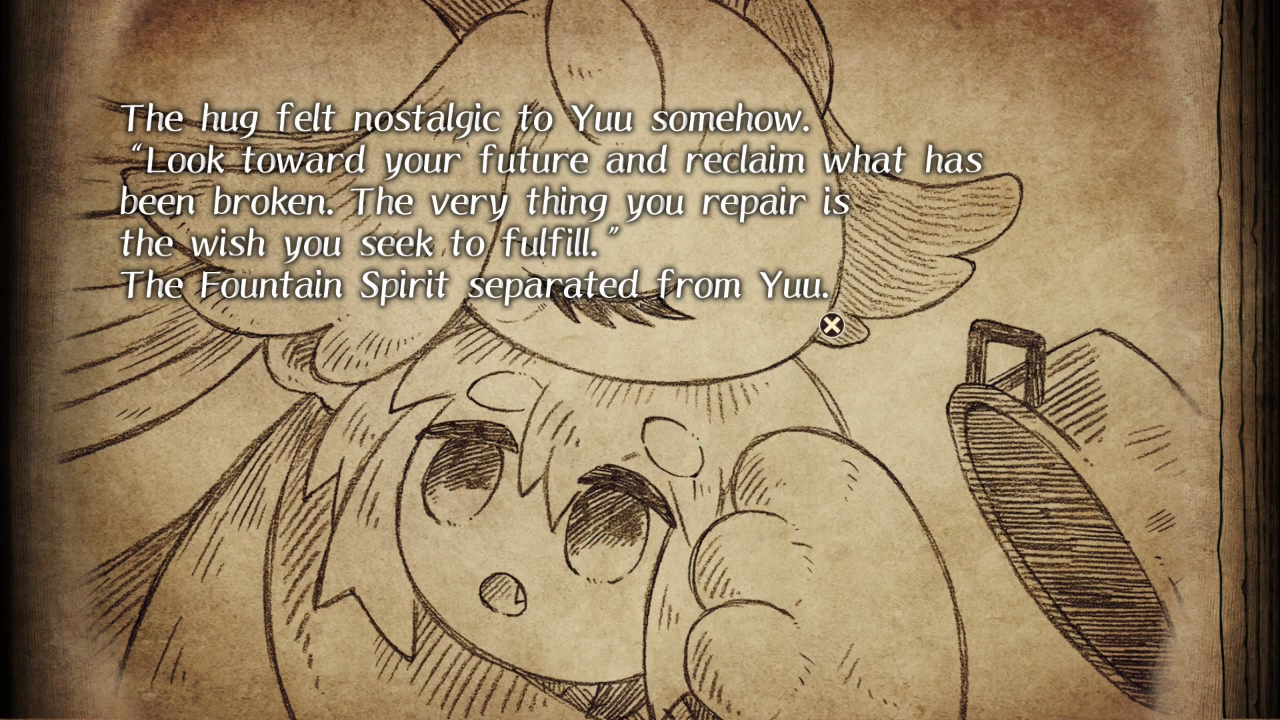 The hug felt nostalgic to Yuu somehow.
“Look toward your future and reclaim what has
been broken. The very thing you repair is
the wish you seek to fulfill.”
The Fountain Spirit separated from Yuu.